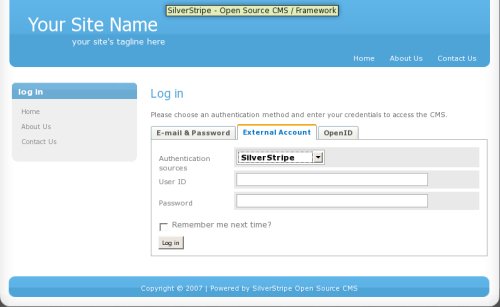 SilverStripe - Open Source CMS / Framework
Your Site Name
your site's tagline here
Home About Us Contact Us
log in
Home
About Us
Contact Us
Log in
Please choose an authentication method and enter your credentials to access the CMS.
E-mail & Password External Account OpenID
Authentication sources SilverStripe
User ID
Password
Remember me next time?
Log in
Copyright © 2007 | Powered by SilverStripe Open Source CMS